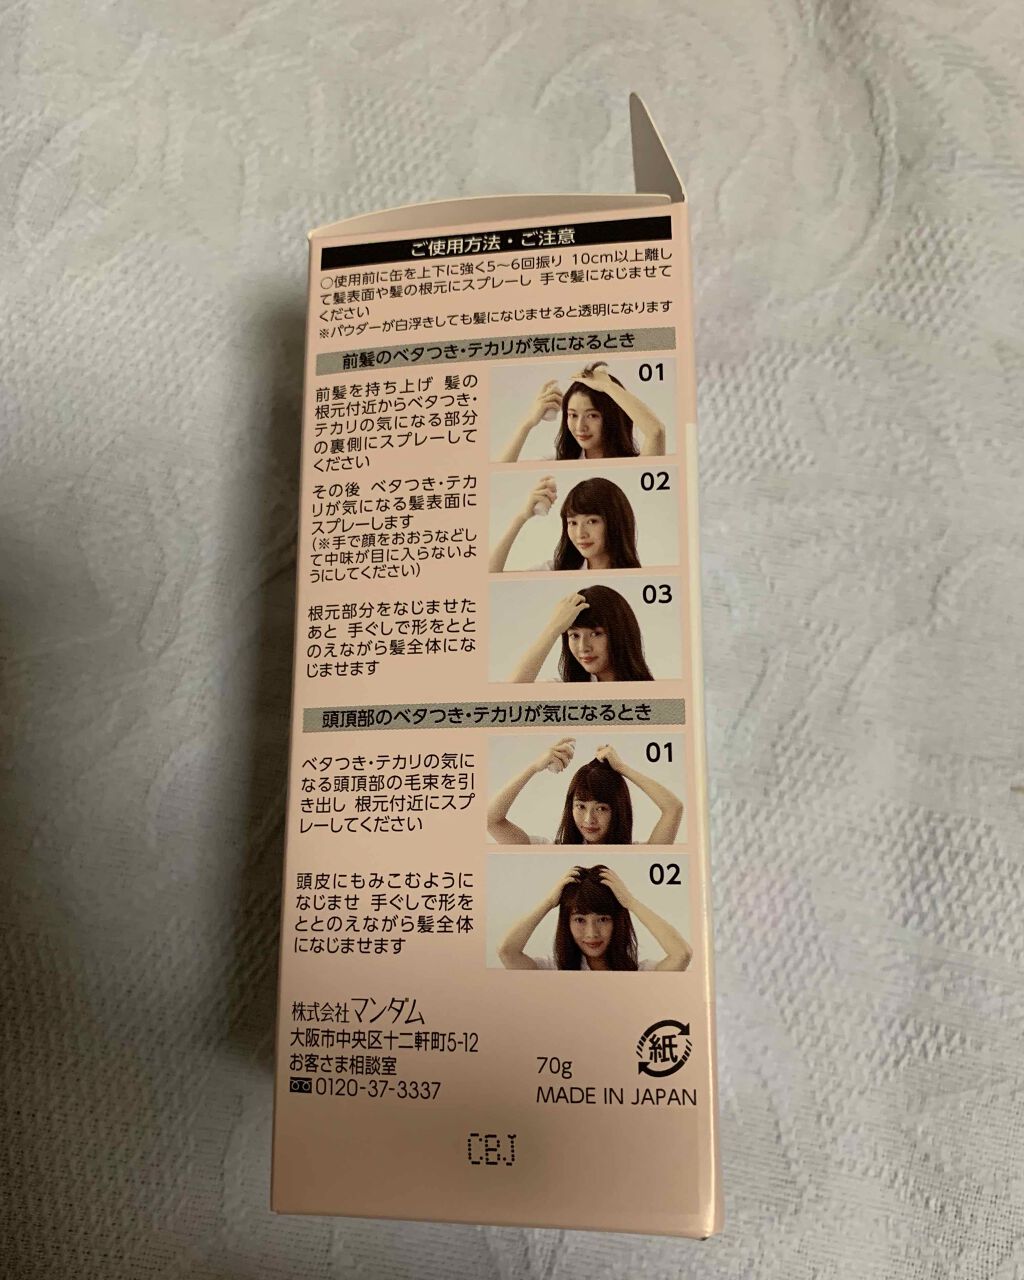 ご使用方法・ご注意
○使用前に缶を上下に強く5～6回振り 10cm以上離し
て髪表面や髪の根元にスプレーし 手で髪になじませて
ください
※パウダーが白浮きしても髪になじませると透明になります
前髪のベタつき・テカリが気になるとき
01
前髪を持ち上げ 髪の
根元付近からベタつき・
テカリの気になる部分
の裏側にスプレーして
ください
02
その後 ベタつき・テカ
リが気になる髪表面に
スプレーします
(※手で顔をおおうなどし
て中味が目に入らないよ
うにしてください)
03
根元部分をなじませた
あと 手ぐしで形をとと
のえながら髪全体にな
じませます
頭頂部のベタつき・テカリが気になるとき
01
ベタつき・テカリの気に
なる頭頂部の毛束を引
き出し 根元付近にスプ
レーしてください
02
頭皮にもみこむように
なじませ 手ぐしで形を
ととのえながら髪全体
になじませます
株式会社マンダム
大阪市中央区十二軒町5-12
お客さま相談室
0120-37-3337
70g
紙
MADE IN JAPAN
CBJ